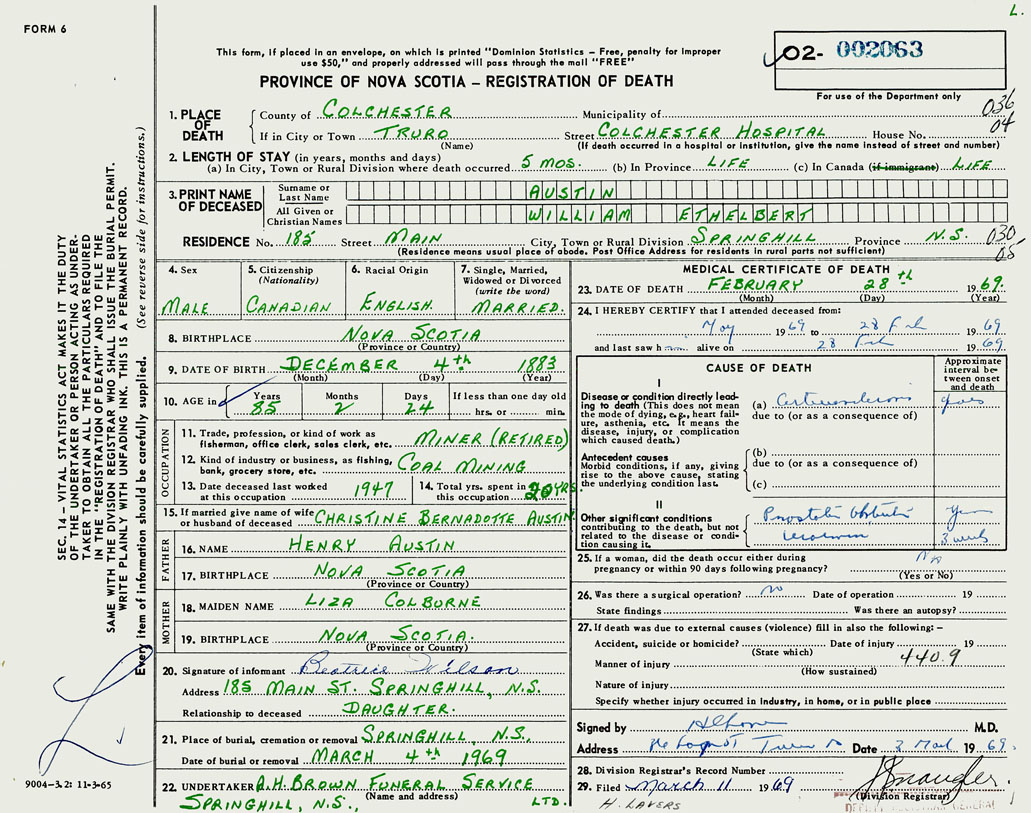 L.
FORM 6
This form, if placed in an envelope, on which is printed "Dominion Statistics – Free, penalty for improper
use $50," and properly addressed will pass through the mail "FREE"
PROVINCE OF NOVA SCOTIA – REGISTRATION OF DEATH
02- 002063
For use of the Department only
036
04
1. PLACE OF DEATH
County of COLCHESTER Municipality of
If in City or Town TRURO Street COLCHESTER HOSPITAL House No.
(Name) (If death occurred in a hospital or institution, give the name instead of street and number)
2. LENGTH OF STAY (in years, months and days)
(a) In City, Town or Rural Division where death occurred 5 MOS. (b) In Province LIFE (c) In Canada (if immigrant) LIFE
3. PRINT NAME OF DECEASED
Surname or Last Name AUSTIN
All Given or Christian Names WILLIAM ETHELBERT
RESIDENCE No. 185 Street MAIN City, Town or Rural Division SPRINGHILL Province N.S. 030
(Residence means usual place of abode. Post Office Address for residents in rural parts not sufficient) 05
4. Sex MALE
5. Citizenship (Nationality) CANADIAN
6. Racial Origin ENGLISH.
7. Single, Married, Widowed or Divorced (write the word) MARRIED.
8. BIRTHPLACE NOVA SCOTIA
(Province or Country)
9. DATE OF BIRTH DECEMBER 4th 1883
(Month) (Day) (Year)
10. AGE in Years 85 Months 2 Days 24 If less than one day old hrs. or min.
OCCUPATION
11. Trade, profession, or kind of work as fisherman, office clerk, sales clerk, etc. MINER (RETIRED)
12. Kind of industry or business, as fishing, bank, grocery store, etc. COAL MINING
13. Date deceased last worked at this occupation 1947
14. Total yrs. spent in this occupation 20 YRS.
15. If married give name of wife or husband of deceased CHRISTINE BERNADOTTE AUSTIN
FATHER
16. NAME HENRY AUSTIN
17. BIRTHPLACE NOVA SCOTIA
(Province or Country)
MOTHER
18. MAIDEN NAME LIZA COLBURNE
19. BIRTHPLACE NOVA SCOTIA.
(Province or Country)
20. Signature of informant Beatrice Wilson
Address 185 MAIN ST. SPRINGHILL, N.S.
Relationship to deceased DAUGHTER.
21. Place of burial, cremation or removal SPRINGHILL, N.S.,
Date of burial or removal MARCH 4th 1969
22. UNDERTAKER A.H. BROWN FUNERAL SERVICE
(Name and address)
SPRINGHILL, N.S., LTD.
MEDICAL CERTIFICATE OF DEATH
23. DATE OF DEATH FEBRUARY 28th 1969.
(Month) (Day) (Year)
24. I HEREBY CERTIFY that I attended deceased from:
May 1969 to 28 Feb 1969
and last saw h alive on 28 Feb 1969
CAUSE OF DEATH
Approximate interval between onset and death
I
Disease or condition directly leading to death (This does not mean the mode of dying, e.g., heart failure, asthenia, etc. It means the disease, injury, or complication which caused death.)
(a)
due to (or as a consequence of)
Antecedent causes
Morbid conditions, if any, giving rise to the above cause, stating the underlying condition last.
(b)
due to (or as a consequence of)
(c)
II
Other significant conditions contributing to the death, but not related to the disease or condition causing it.
3 weeks
25. If a woman, did the death occur either during pregnancy or within 90 days following pregnancy?
(Yes or No)
26. Was there a surgical operation? no Date of operation 19
State findings Was there an autopsy?
27. If death was due to external causes (violence) fill in also the following: –
Accident, suicide or homicide? Date of injury 19
(State which)
Manner of injury 440.9
(How sustained)
Nature of injury
Specify whether injury occurred in industry, in home, or in public place
Signed by M.D.
Address Date 3 Mar 1969.
28. Division Registrar's Record Number
29. Filed March 11 1969
(Division Registrar)
H. LAVERS
DEPUTY REGISTRAR GENERAL
SEC. 14 – VITAL STATISTICS ACT MAKES IT THE DUTY
OF THE UNDERTAKER OR PERSON ACTING AS UNDER-
TAKER TO OBTAIN ALL THE PARTICULARS REQUIRED
IN THE "REGISTRATION OF DEATH" AND TO FILE THE
SAME WITH THE DIVISION REGISTRAR WHO SHALL ISSUE THE BURIAL PERMIT.
WRITE PLAINLY WITH UNFADING INK. THIS IS A PERMANENT RECORD.
Every item of information should be carefully supplied. (See reverse side for instructions.)
9004-3.2: 11-3-65